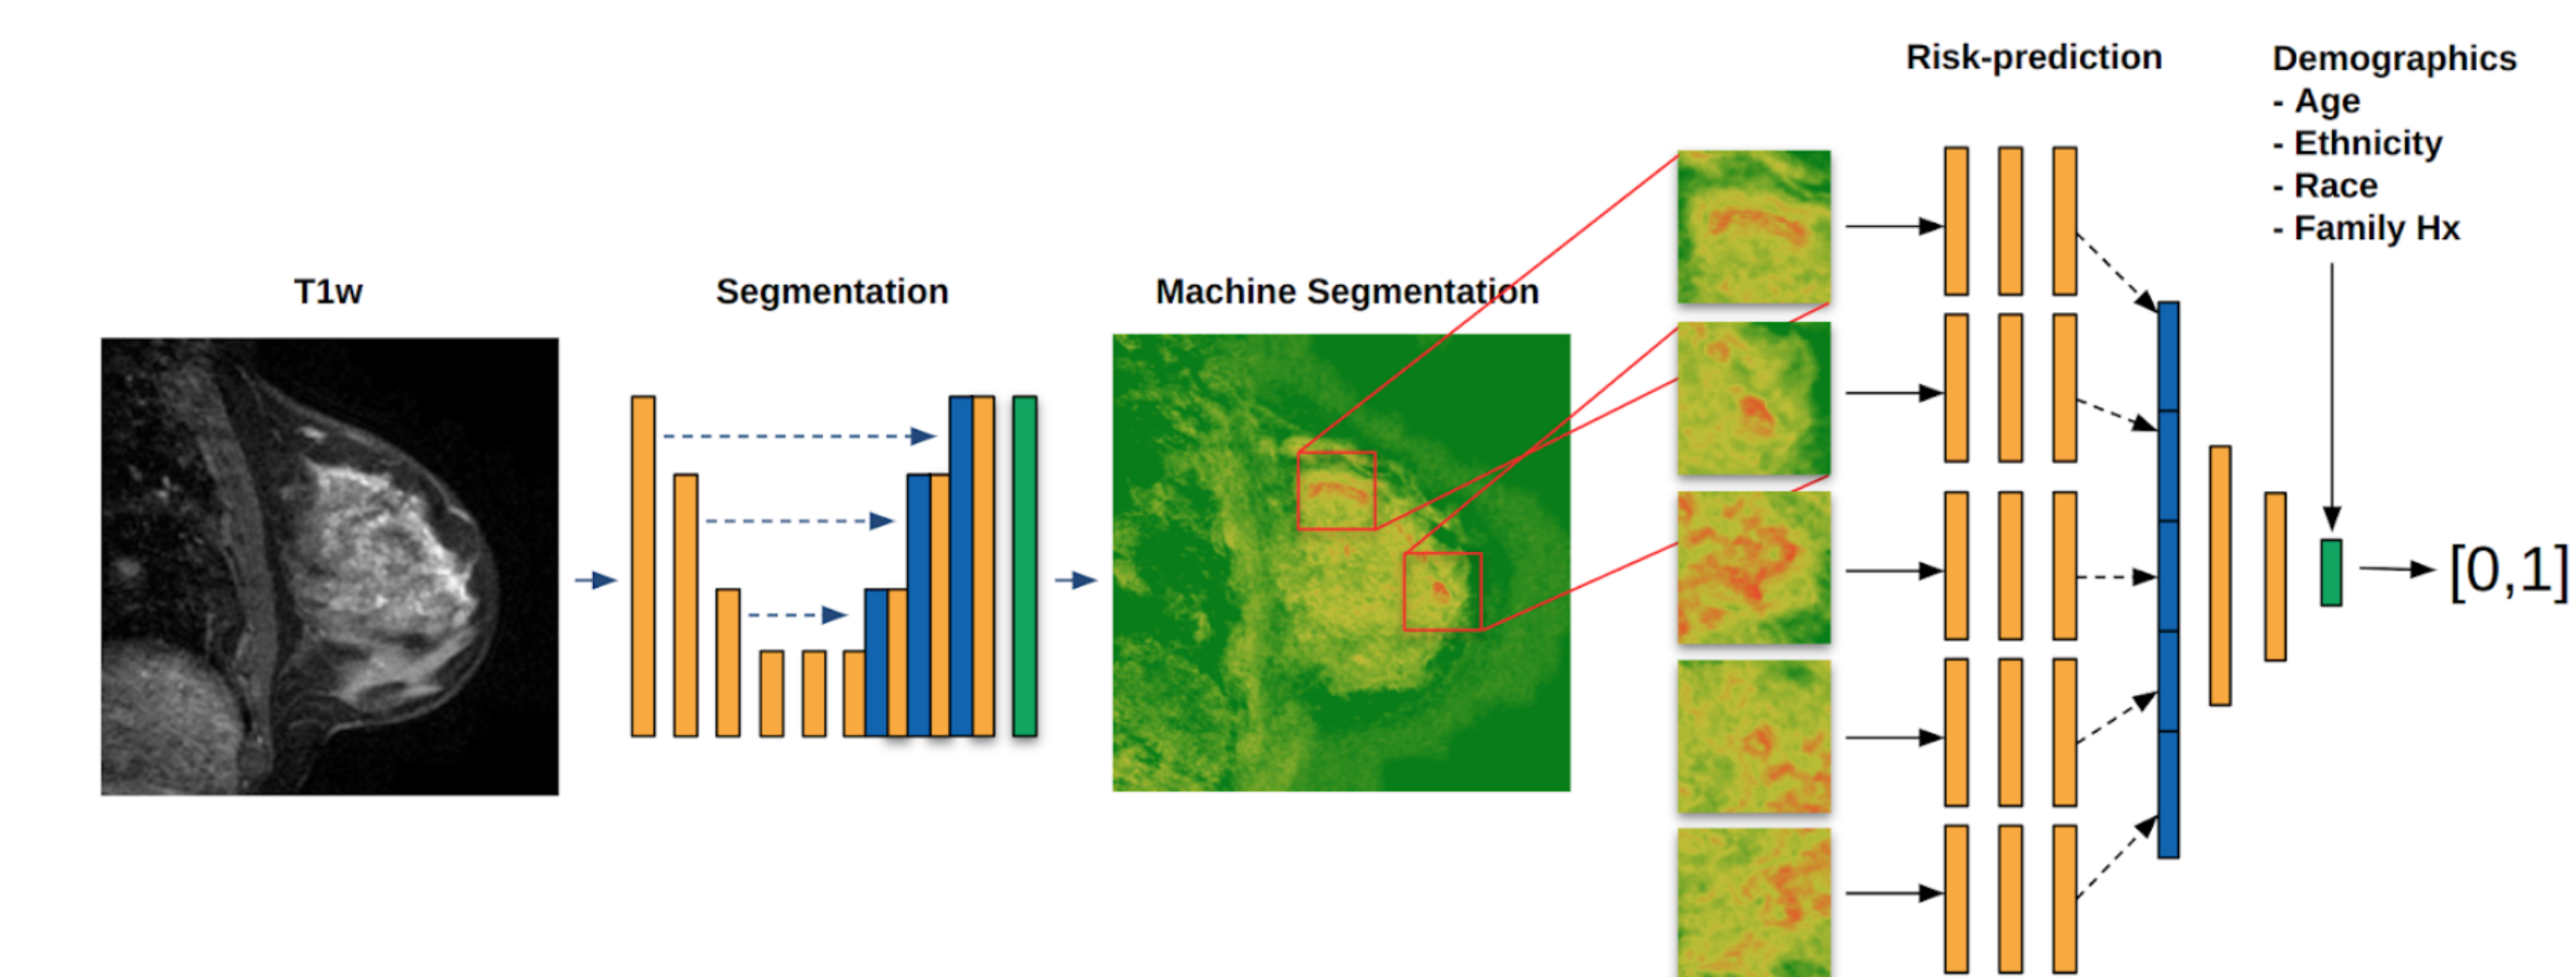 T1w
Segmentation
Machine Segmentation
Risk-prediction
Demographics
- Age
- Ethnicity
- Race
- Family Hx
[0,1]